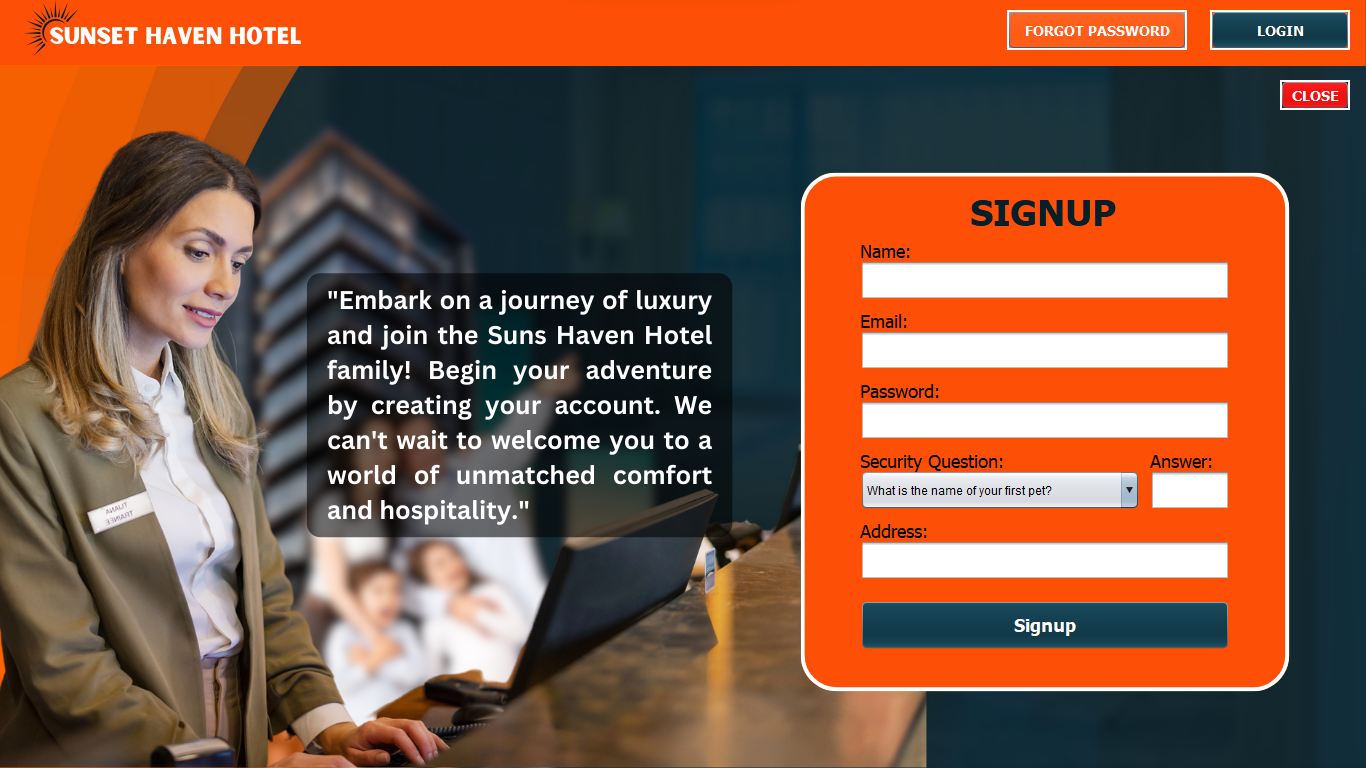 SUNSET HAVEN HOTEL
FORGOT PASSWORD
LOGIN
CLOSE
"Embark on a journey of luxury
and join the Suns Haven Hotel
family! Begin your adventure
by creating your account. We
can't wait to welcome you to a
world of unmatched comfort
and hospitality."
TIJANA
TRAINEE
SIGNUP
Name:
Email:
Password:
Security Question: Answer:
What is the name of your first pet?
Address:
Signup